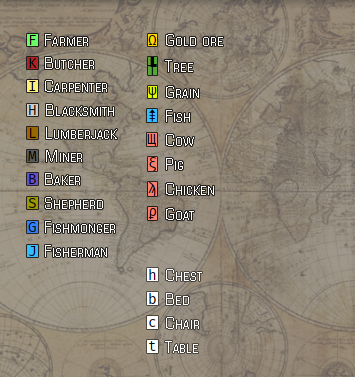 F Farmer
K Butcher
I Carpenter
H Blacksmith
L Lumberjack
M Miner
B Baker
S Shepherd
G Fishmonger
J Fisherman
Ω Gold ore
Tree
ψ Grain
Fish
Cow
ξ Pig
Chicken
Goat
h Chest
b Bed
c Chair
t Table